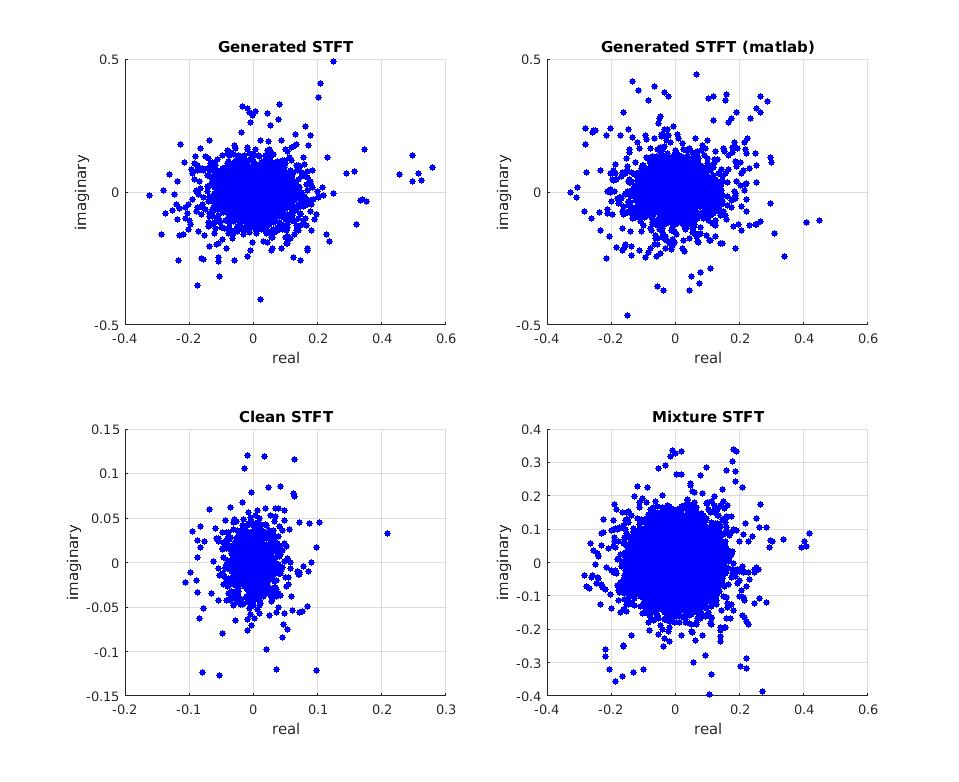 Generated STFT
0.5
0
-0.5
-0.4 -0.2 0 0.2 0.4 0.6
real
imaginary
Generated STFT (matlab)
0.5
0
-0.5
-0.4 -0.2 0 0.2 0.4 0.6
real
imaginary
Clean STFT
0.15
0.1
0.05
0
-0.05
-0.1
-0.15
-0.2 -0.1 0 0.1 0.2 0.3
real
imaginary
Mixture STFT
0.4
0.3
0.2
0.1
0
-0.1
-0.2
-0.3
-0.4
-0.4 -0.2 0 0.2 0.4 0.6
real
imaginary